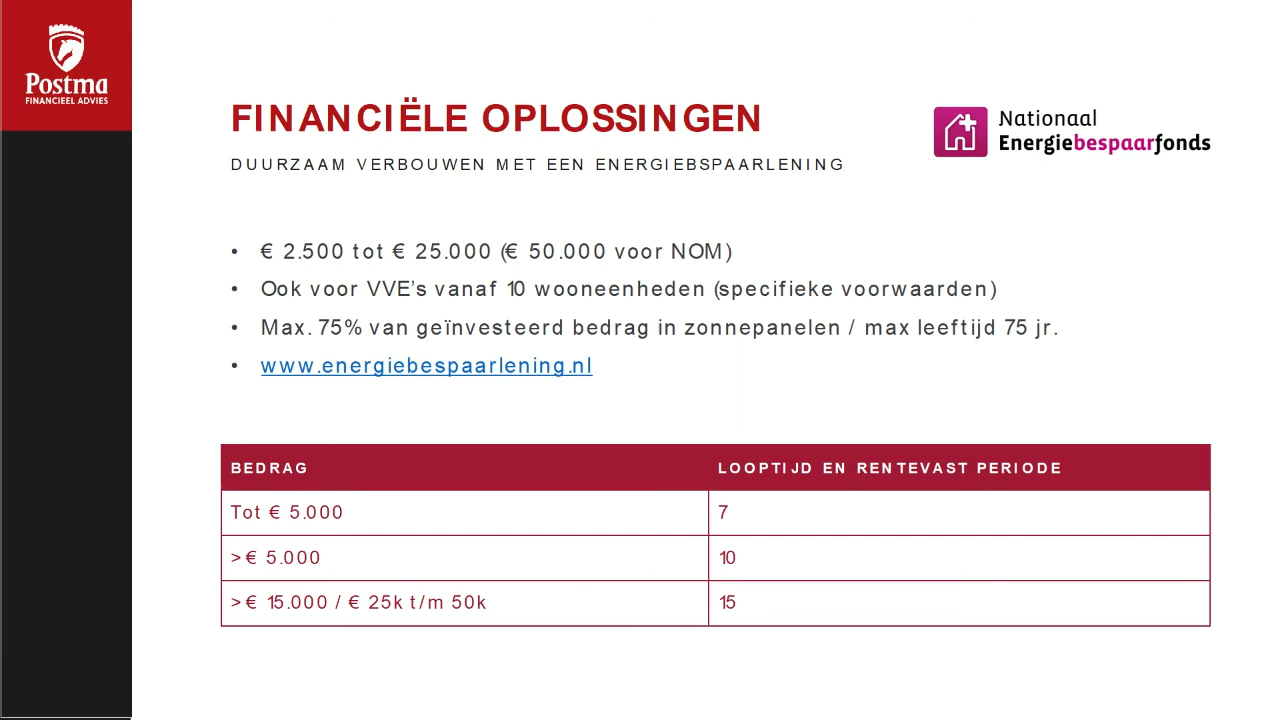 Postma
FINANCIEEL ADVIES
FINANCIËLE OPLOSSINGEN
DUURZAAM VERBOUWEN MET EEN ENERGIEBSPAARLENING
Nationaal
Energiebespaarfonds
• € 2.500 tot € 25.000 (€ 50.000 voor NOM)
• Ook voor VVE’s vanaf 10 wooneenheden (specifieke voorwaarden)
• Max. 75% van geïnvesteerd bedrag in zonnepanelen / max leeftijd 75 jr.
• www.energiebespaarlening.nl
BEDRAG LOOPTIJD EN RENTEVAST PERIODE
Tot € 5.000 7
>€ 5.000 10
>€ 15.000 / € 25k t/m 50k 15